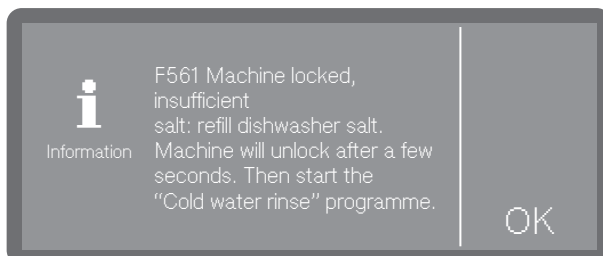 F561 Machine locked,
insufficient
salt: refill dishwasher salt.
Machine will unlock after a few
seconds. Then start the
“Cold water rinse” programme.
i
Information
OK